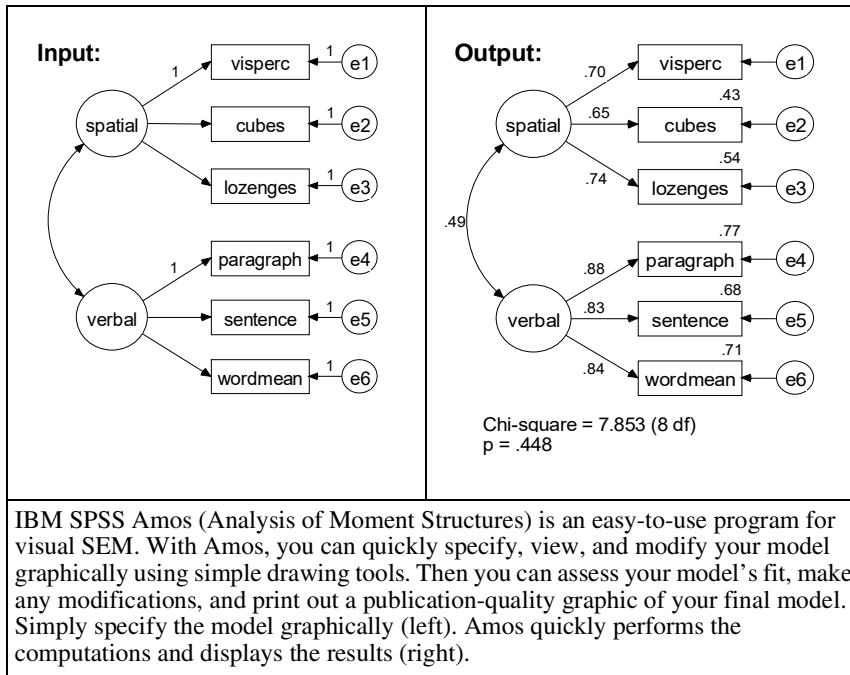 Input:
1
visperc
1
e1
spatial
cubes
1
e2
lozenges
1
e3
1
paragraph
1
e4
verbal
sentence
1
e5
wordmean
1
e6
Output:
.70
visperc
e1
.43
spatial
.65
cubes
e2
.54
.74
lozenges
e3
.49
.77
.88
paragraph
e4
.68
verbal
.83
sentence
e5
.71
.84
wordmean
e6
Chi-square = 7.853 (8 df)
p = .448
IBM SPSS Amos (Analysis of Moment Structures) is an easy-to-use program for
visual SEM. With Amos, you can quickly specify, view, and modify your model
graphically using simple drawing tools. Then you can assess your model’s fit, make
any modifications, and print out a publication-quality graphic of your final model.
Simply specify the model graphically (left). Amos quickly performs the
computations and displays the results (right).